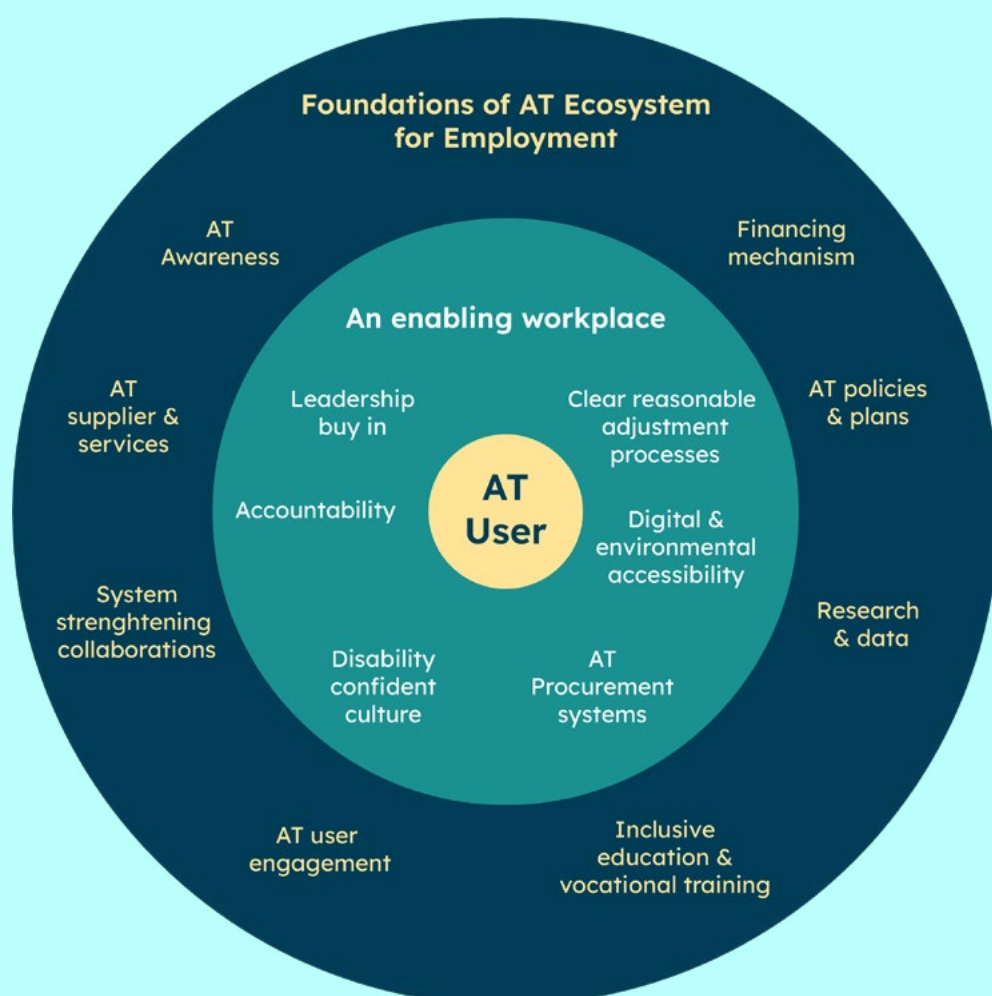 Foundations of AT Ecosystem
for Employment
AT
Awareness
Financing
mechanism
AT
supplier &
services
AT policies
& plans
System
strenghtening
collaborations
Research
& data
AT user
engagement
Inclusive
education &
vocational training
An enabling workplace
Leadership
buy in
Clear reasonable
adjustment
processes
Accountability
Digital &
environmental
accessibility
Disability
confident
culture
AT
Procurement
systems
AT
User